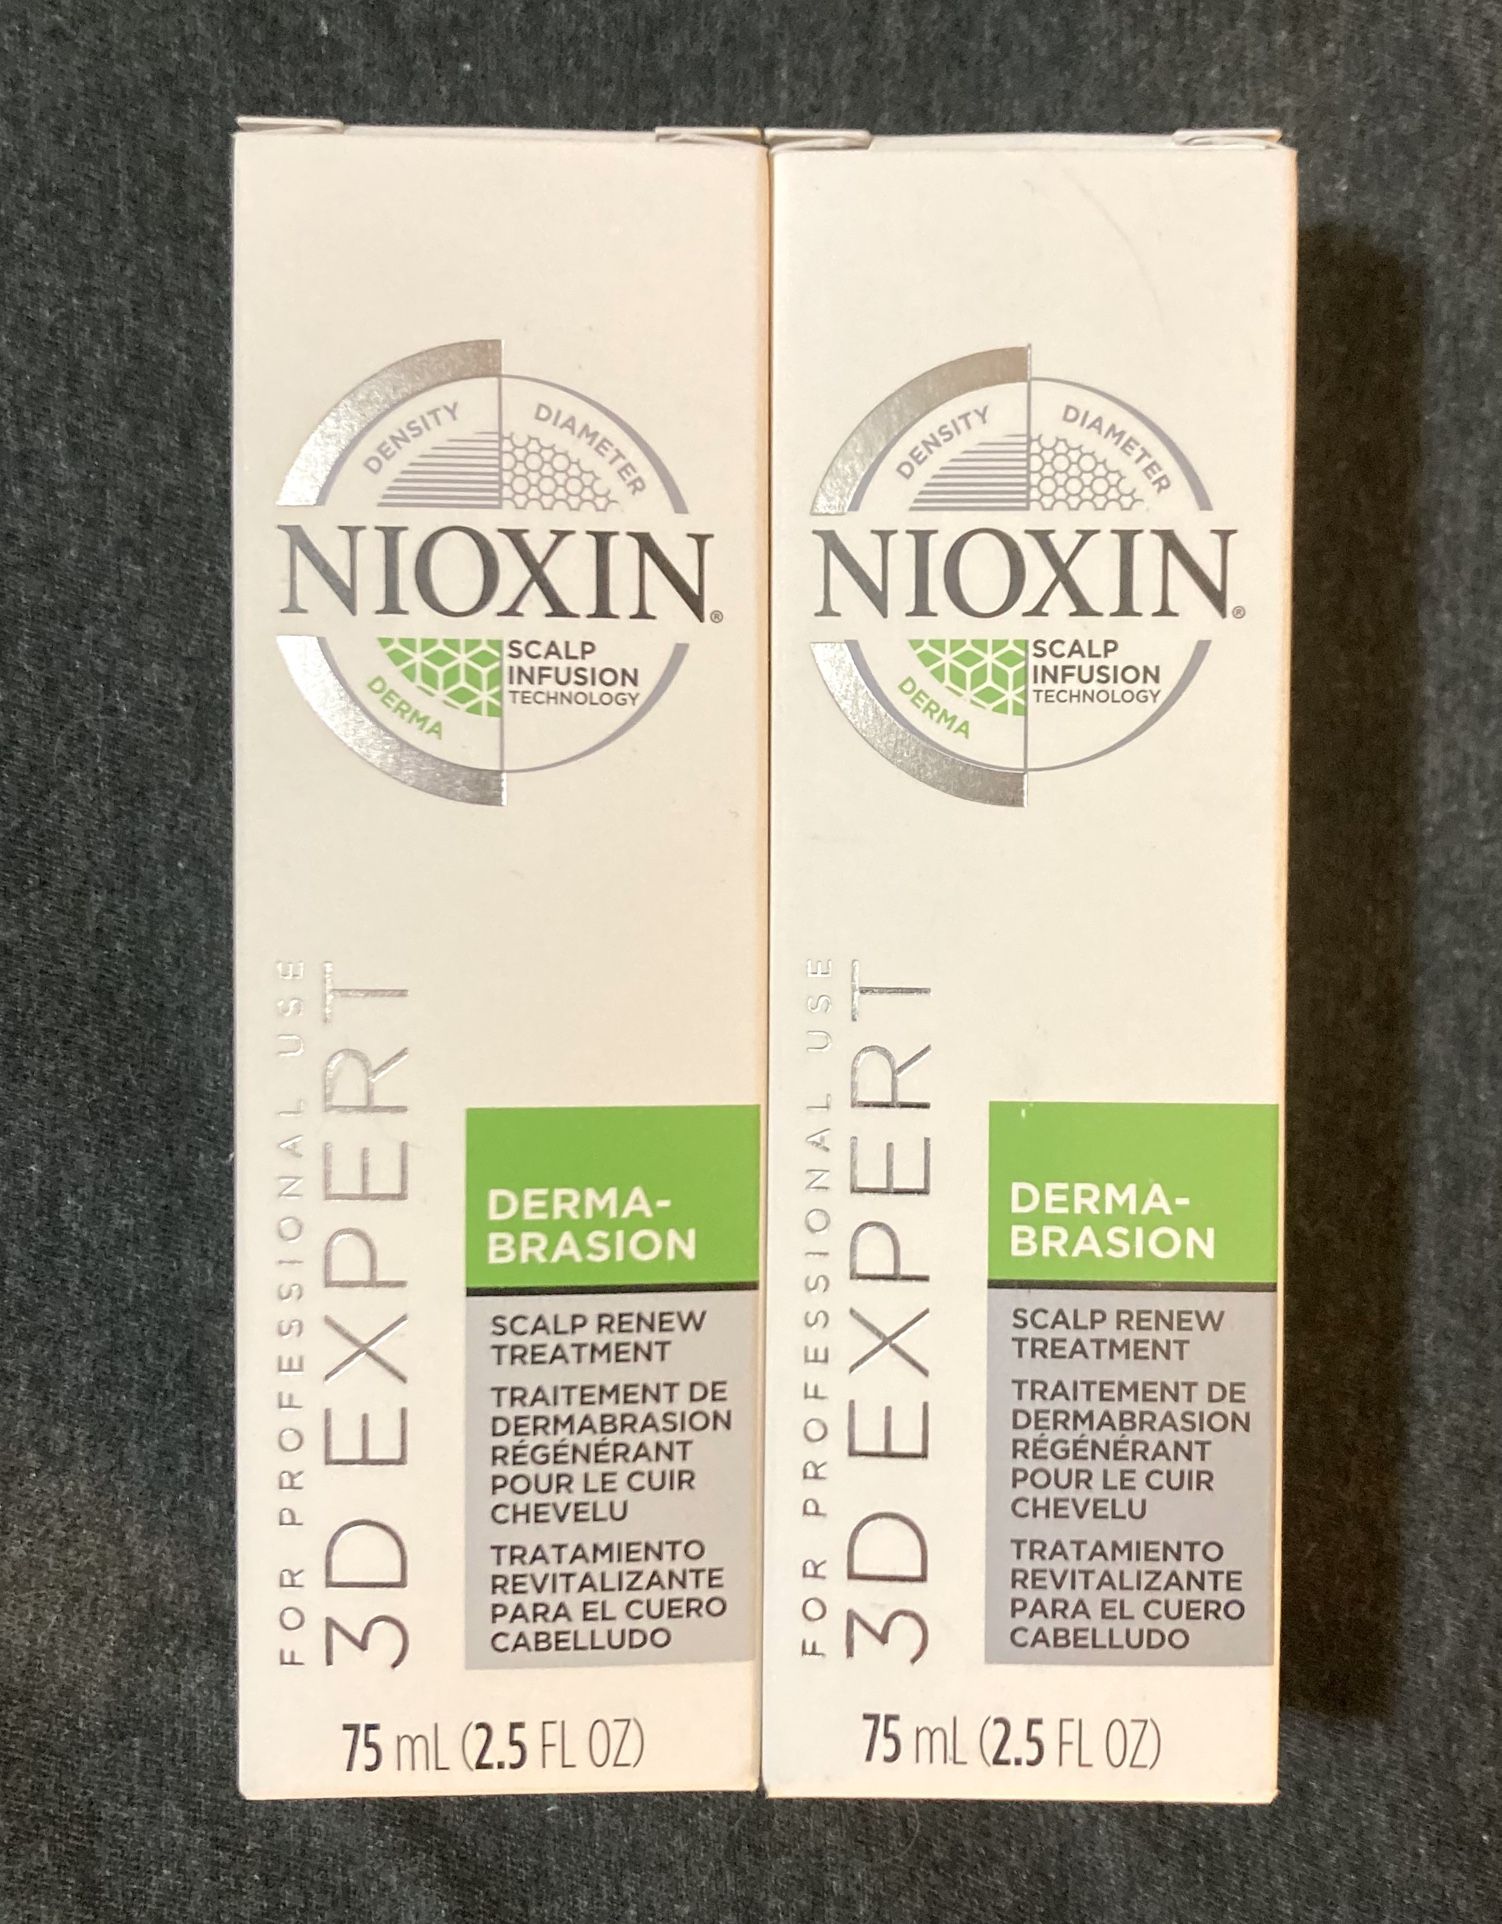 DENSITY
DIAMETER
NIOXIN®
DERMA
SCALP
INFUSION
TECHNOLOGY
FOR PROFESSIONAL USE
3D EXPERT
DERMA-
BRASION
SCALP RENEW
TREATMENT
TRAITEMENT DE
DERMABRASION
RÉGÉNÉRANT
POUR LE CUIR
CHEVELU
TRATAMIENTO
REVITALIZANTE
PARA EL CUERO
CABELLUDO
75 mL (2.5 FL OZ)
DENSITY
DIAMETER
NIOXIN®
DERMA
SCALP
INFUSION
TECHNOLOGY
FOR PROFESSIONAL USE
3D EXPERT
DERMA-
BRASION
SCALP RENEW
TREATMENT
TRAITEMENT DE
DERMABRASION
RÉGÉNÉRANT
POUR LE CUIR
CHEVELU
TRATAMIENTO
REVITALIZANTE
PARA EL CUERO
CABELLUDO
75 mL (2.5 FL OZ)